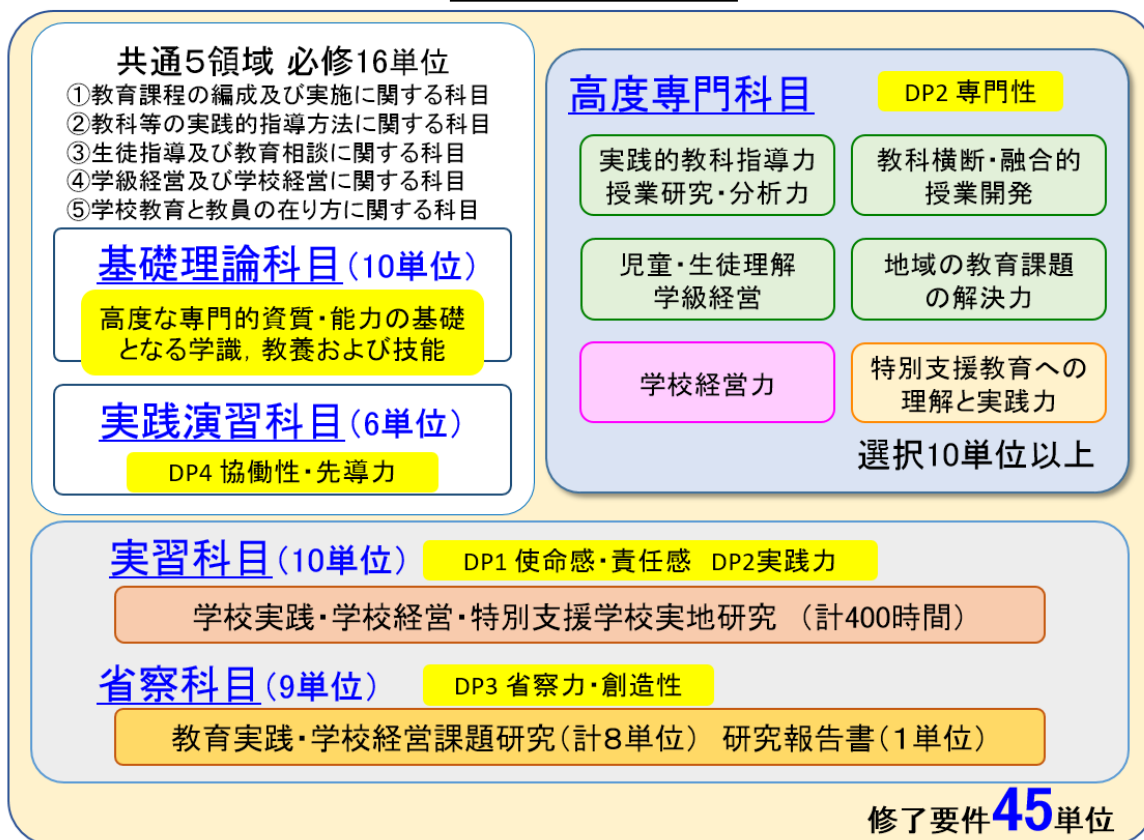 共通5領域 必修16単位
①教育課程の編成及び実施に関する科目
②教科等の実践的指導方法に関する科目
③生徒指導及び教育相談に関する科目
④学級経営及び学校経営に関する科目
⑤学校教育と教員の在り方に関する科目
基礎理論科目(10単位)
高度な専門的資質・能力の基礎
となる学識, 教養および技能
実践演習科目(6単位)
DP4 協働性・先導力
高度専門科目 DP2 専門性
実践的教科指導力
授業研究・分析力
教科横断・融合的
授業開発
児童・生徒理解
学級経営
地域の教育課題
の解決力
学校経営力
特別支援教育への
理解と実践力
選択10単位以上
実習科目(10単位) DP1 使命感・責任感 DP2実践力
学校実践・学校経営・特別支援学校実地研究 (計400時間)
省察科目(9単位) DP3 省察力・創造性
教育実践・学校経営課題研究(計8単位) 研究報告書(1単位)
修了要件45単位